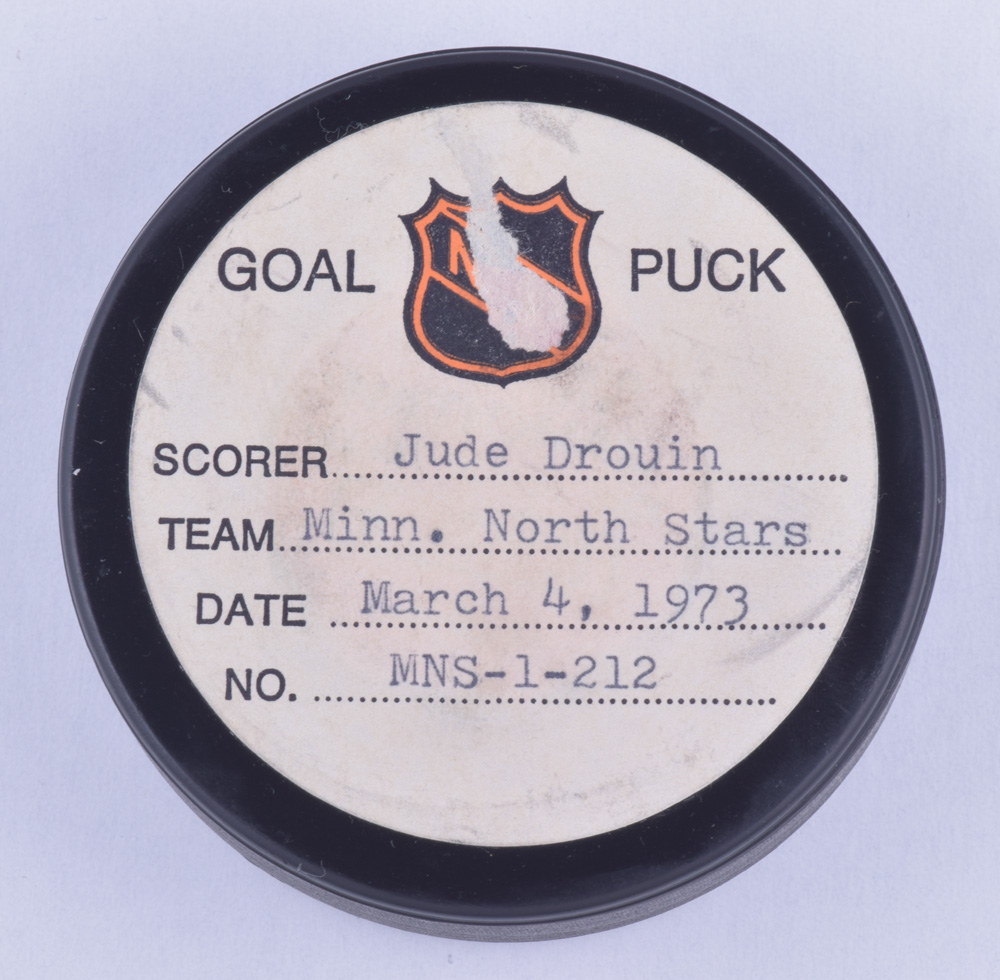 GOAL N PUCK
SCORER Jude Drouin
TEAM Minn. North Stars
DATE March 4, 1973
NO. MNS-1-212